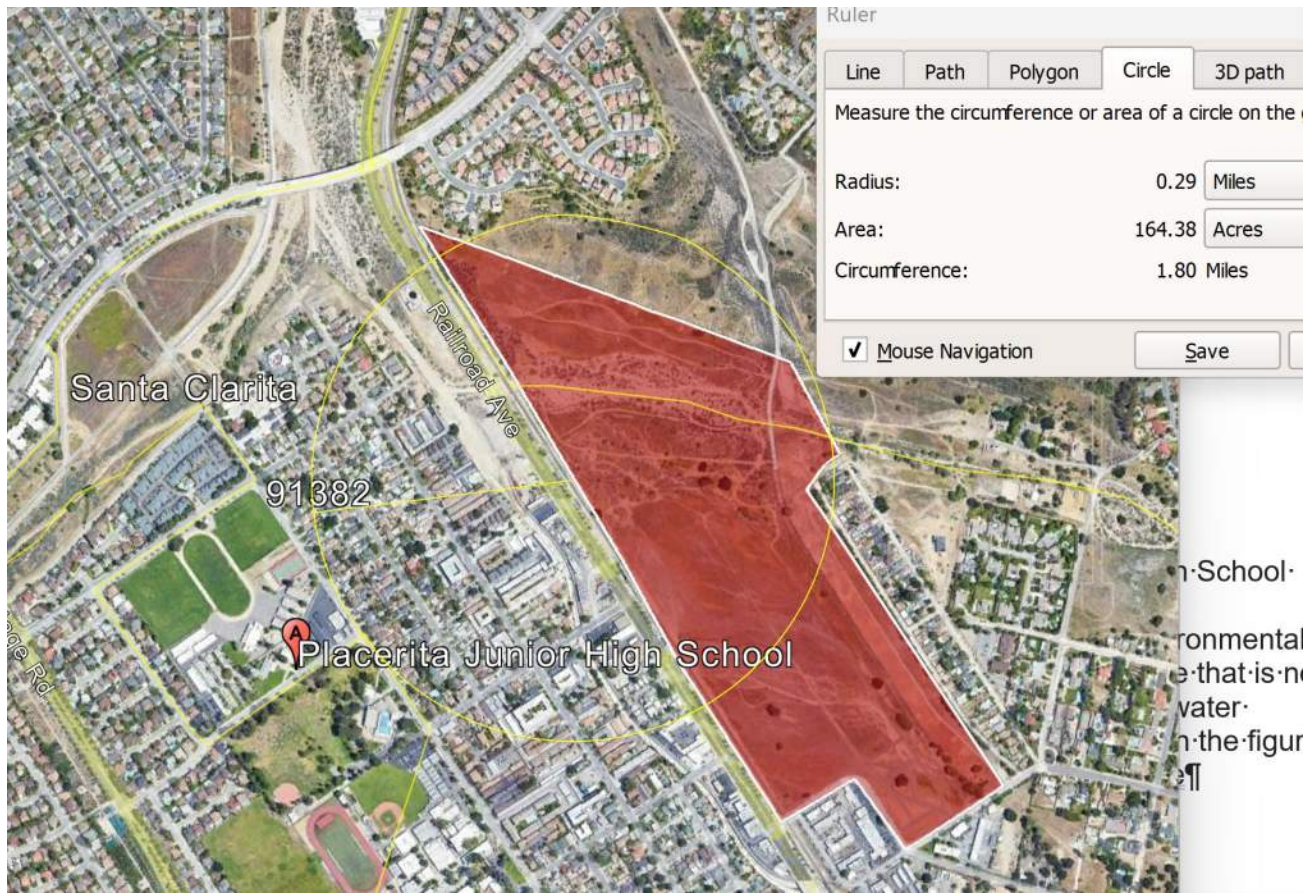 Ruler
Line Path Polygon Circle 3D path
Measure the circumference or area of a circle on the
Radius: 0.29 Miles
Area: 164.38 Acres
Circumference: 1.80 Miles
Mouse Navigation Save
Railroad Ave
Santa Clarita
91382
A
Placerita Junior High School
Rd
School·
that·is
water·
the·figur
¶